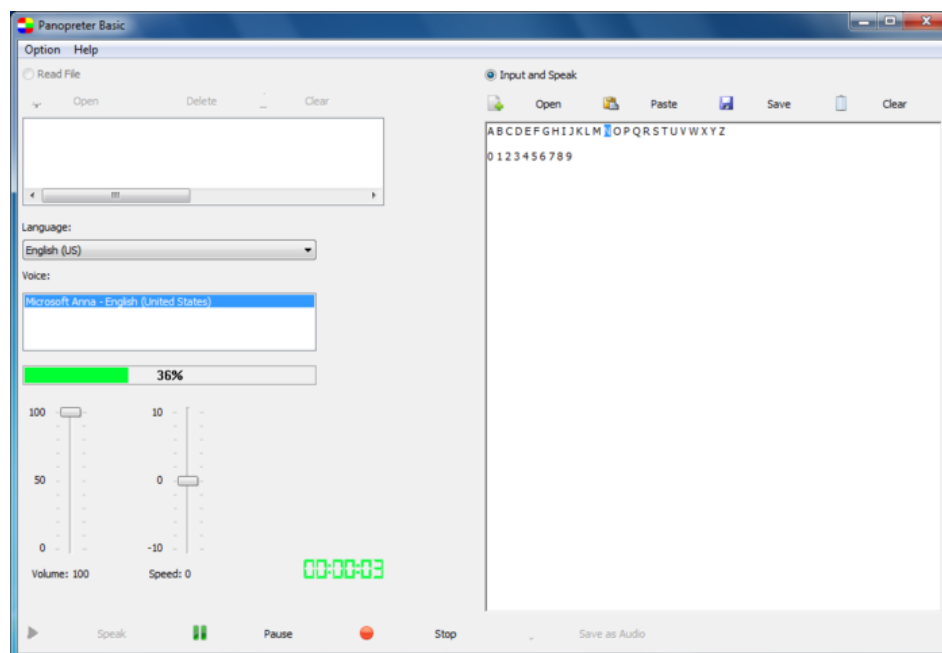 Panopreter Basic
Option Help
Read File
Open Delete Clear
Language:
English (US)
Voice:
Microsoft Anna - English (United States)
36%
100 10
50 0
0 -10
Volume: 100 Speed: 0
00:00:03
Input and Speak
Open Paste Save Clear
A B C D E F G H I J K L M N O P Q R S T U V W X Y Z
0 1 2 3 4 5 6 7 8 9
Speak Pause Stop Save as Audio